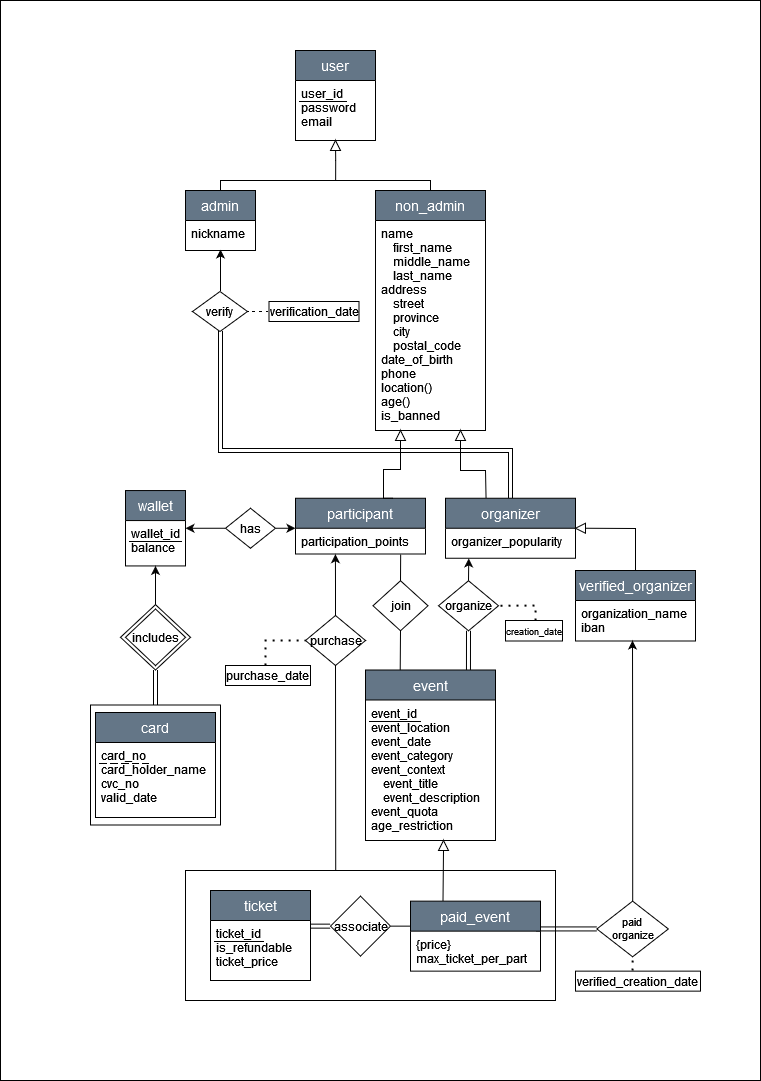 user
user_id
password
email
admin
nickname
non_admin
name
first_name
middle_name
last_name
address
street
province
city
postal_code
date_of_birth
phone
location()
age()
is_banned
verify
verification_date
wallet
wallet_id
balance
has
participant
participation_points
organizer
organizer_popularity
verified_organizer
organization_name
iban
includes
purchase
purchase_date
join
organize
creation_date
card
card_no
card_holder_name
cvc_no
valid_date
event
event_id
event_location
event_date
event_category
event_context
event_title
event_description
event_quota
age_restriction
ticket
ticket_id
is_refundable
ticket_price
associate
paid_event
{price}
max_ticket_per_part
paid
organize
verified_creation_date